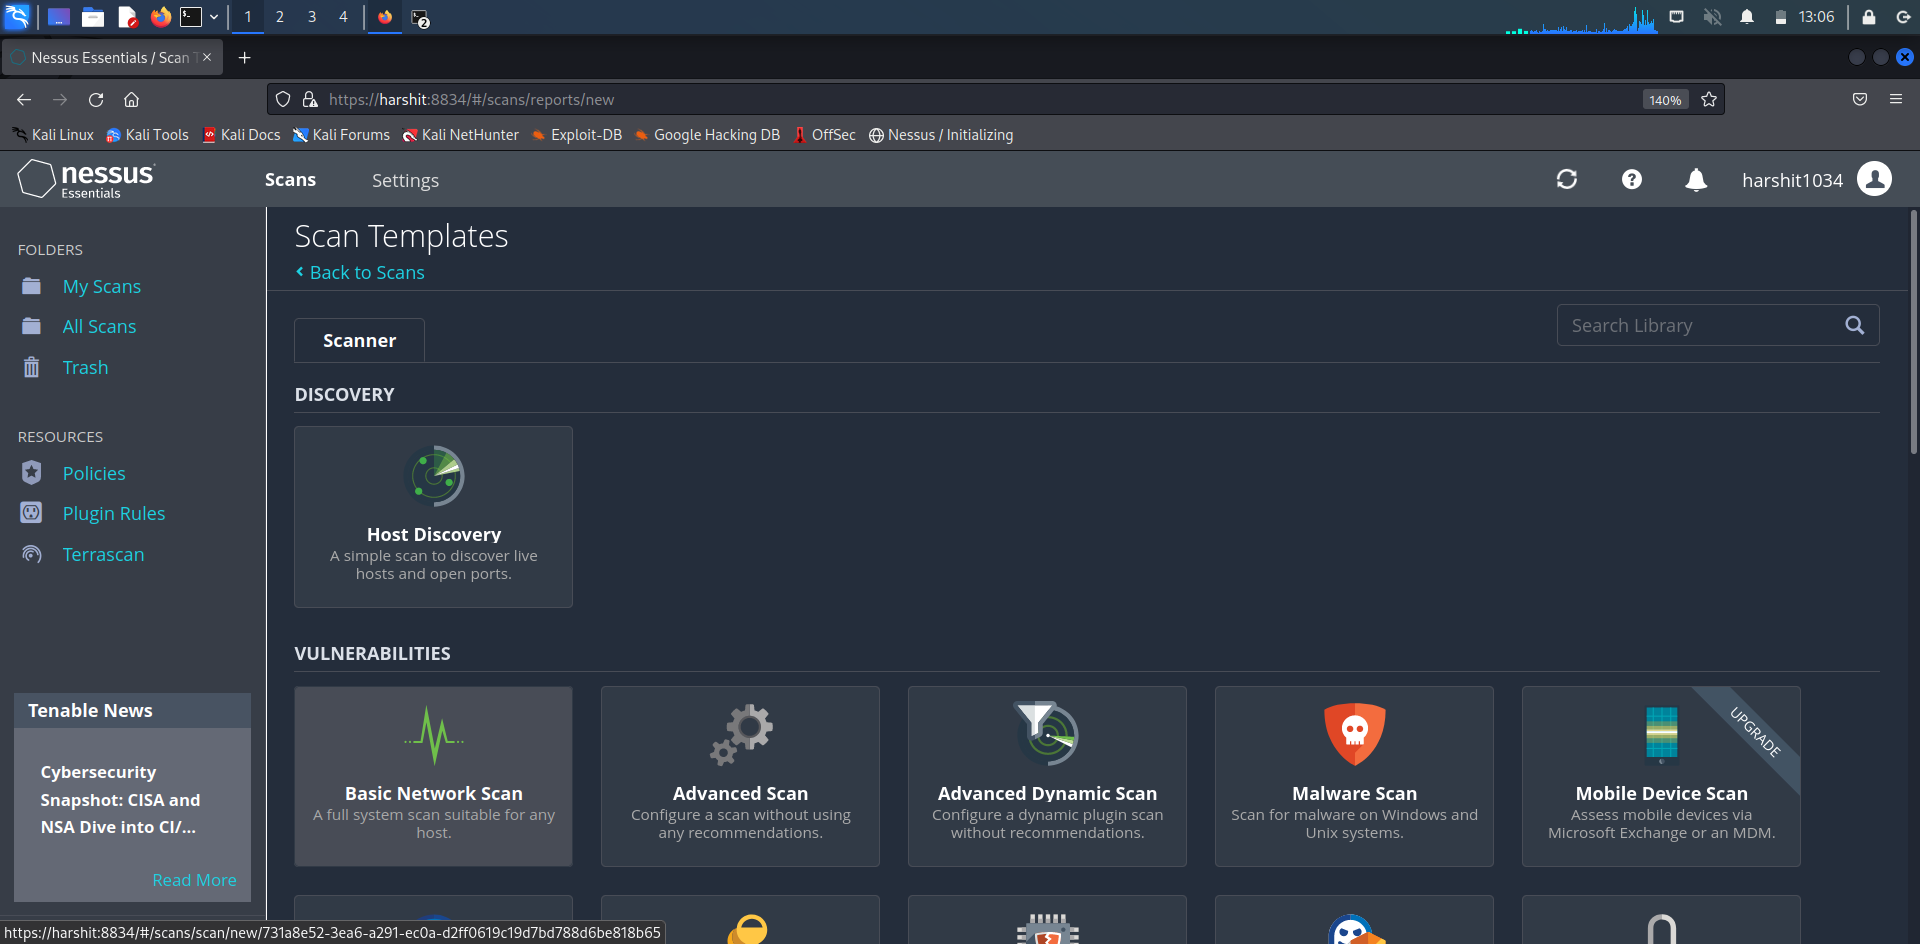 1 2 3 4 2 13:06
Nessus Essentials / Scan T
https://harshit:8834/#/scans/reports/new 140%
Kali Linux Kali Tools Kali Docs Kali Forums Kali NetHunter Exploit-DB Google Hacking DB OffSec Nessus / Initializing
nessus
Essentials
Scans Settings harshit1034
Scan Templates
Back to Scans
FOLDERS
My Scans
All Scans
Trash
RESOURCES
Policies
Plugin Rules
Terrascan
Tenable News
Cybersecurity
Snapshot: CISA and
NSA Dive into CI/...
Read More
Scanner
Search Library
DISCOVERY
Host Discovery
A simple scan to discover live
hosts and open ports.
VULNERABILITIES
Basic Network Scan
A full system scan suitable for any
host.
Advanced Scan
Configure a scan without using
any recommendations.
Advanced Dynamic Scan
Configure a dynamic plugin scan
without recommendations.
Malware Scan
Scan for malware on Windows and
Unix systems.
UPGRADE
Mobile Device Scan
Assess mobile devices via
Microsoft Exchange or an MDM.
https://harshit:8834/#/scans/scan/new/731a8e52-3ea6-a291-ec0a-d2ff0619c19d7bd788d6be818b65